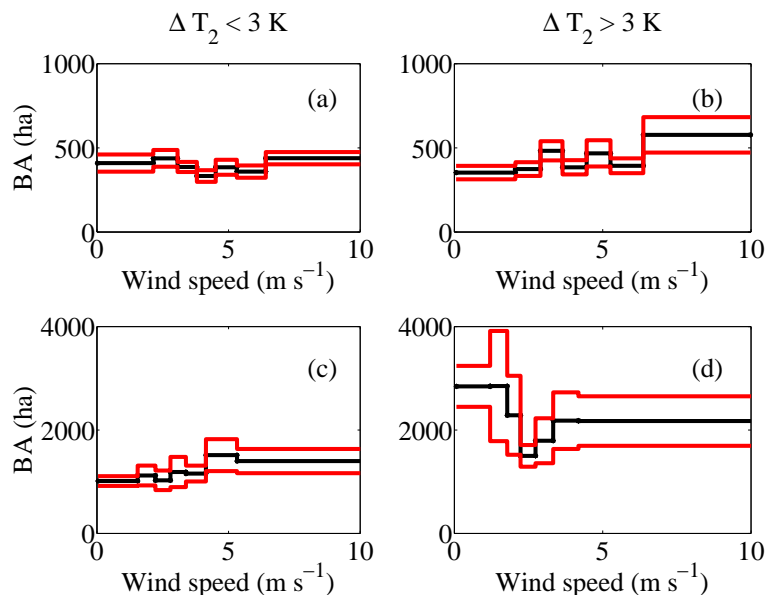 Δ T₂ < 3 K
Δ T₂ > 3 K
1000
500
0
BA (ha)
(a)
0 5 10
Wind speed (m s⁻¹)
1000
500
0
(b)
0 5 10
Wind speed (m s⁻¹)
4000
2000
0
BA (ha)
(c)
0 5 10
Wind speed (m s⁻¹)
4000
2000
0
(d)
0 5 10
Wind speed (m s⁻¹)